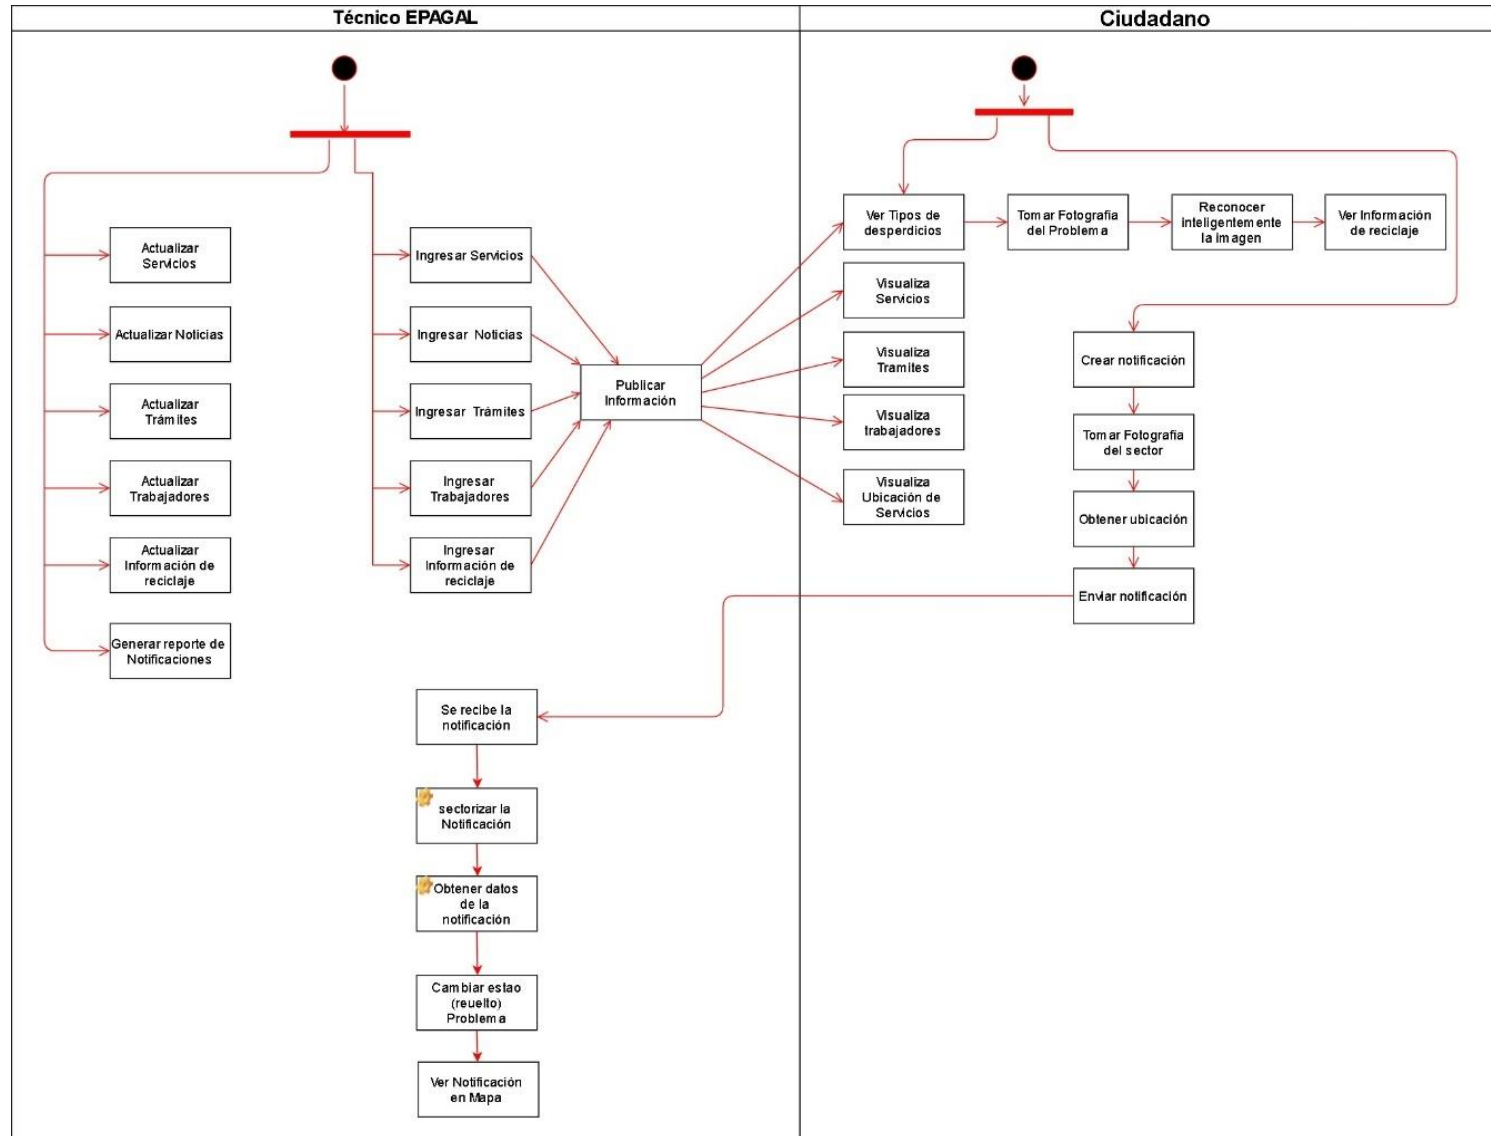 Técnico EPAGAL
Ciudadano
Actualizar
Servicios
Actualizar Noticias
Actualizar
Trámites
Actualizar
Trabajadores
Actualizar
Información de
reciclaje
Generar reporte de
Notificaciones
Ingresar Servicios
Ingresar Noticias
Ingresar Trámites
Ingresar
Trabajadores
Ingresar
Información de
reciclaje
Publicar
Información
Ver Tipos de
desperdicios
Tomar Fotografía
del Problema
Reconocer
inteligentemente
la imagen
Ver Información
de reciclaje
Visualiza
Servicios
Visualiza
Tramites
Visualiza
trabajadores
Visualiza
Ubicación de
Servicios
Crear notificación
Tomar Fotografía
del sector
Obtener ubicación
Enviar notificación
Se recibe la
notificación
sectorizar la
Notificación
Obtener datos
de la
notificación
Cambiar estao
(reuelto)
Problema
Ver Notificación
en Mapa